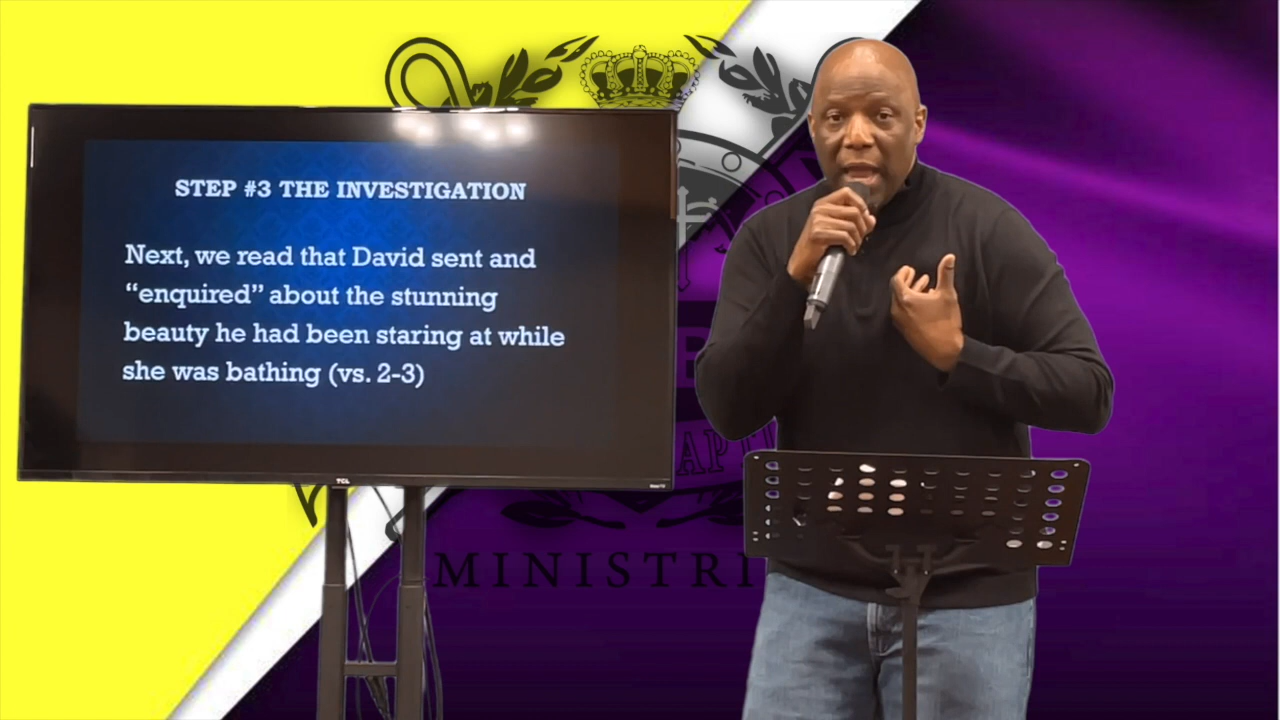 STEP #3 THE INVESTIGATION
Next, we read that David sent and
“enquired” about the stunning
beauty he had been staring at while
she was bathing (vs. 2-3)
TCL
MINISTRI